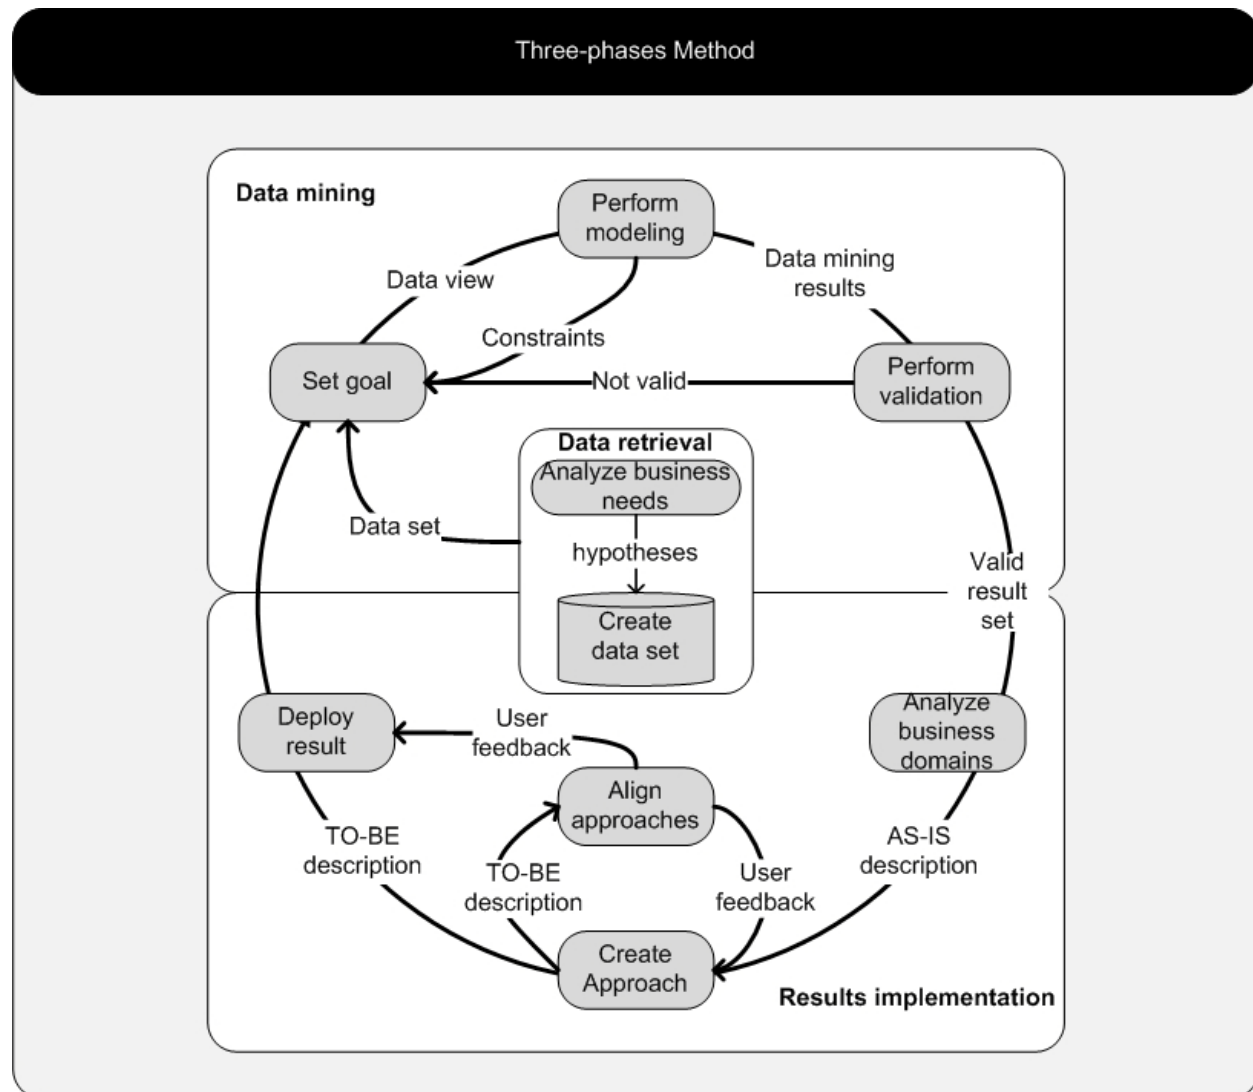 Three-phases Method
Data mining
Perform
modeling
Data view
Data mining
results
Constraints
Set goal
Not valid
Perform
validation
Data retrieval
Analyze business
needs
Data set
hypotheses
Valid
result
set
Create
data set
Deploy
result
User
feedback
Analyze
business
domains
Align
approaches
TO-BE
description
TO-BE
description
User
feedback
AS-IS
description
Create
Approach
Results implementation